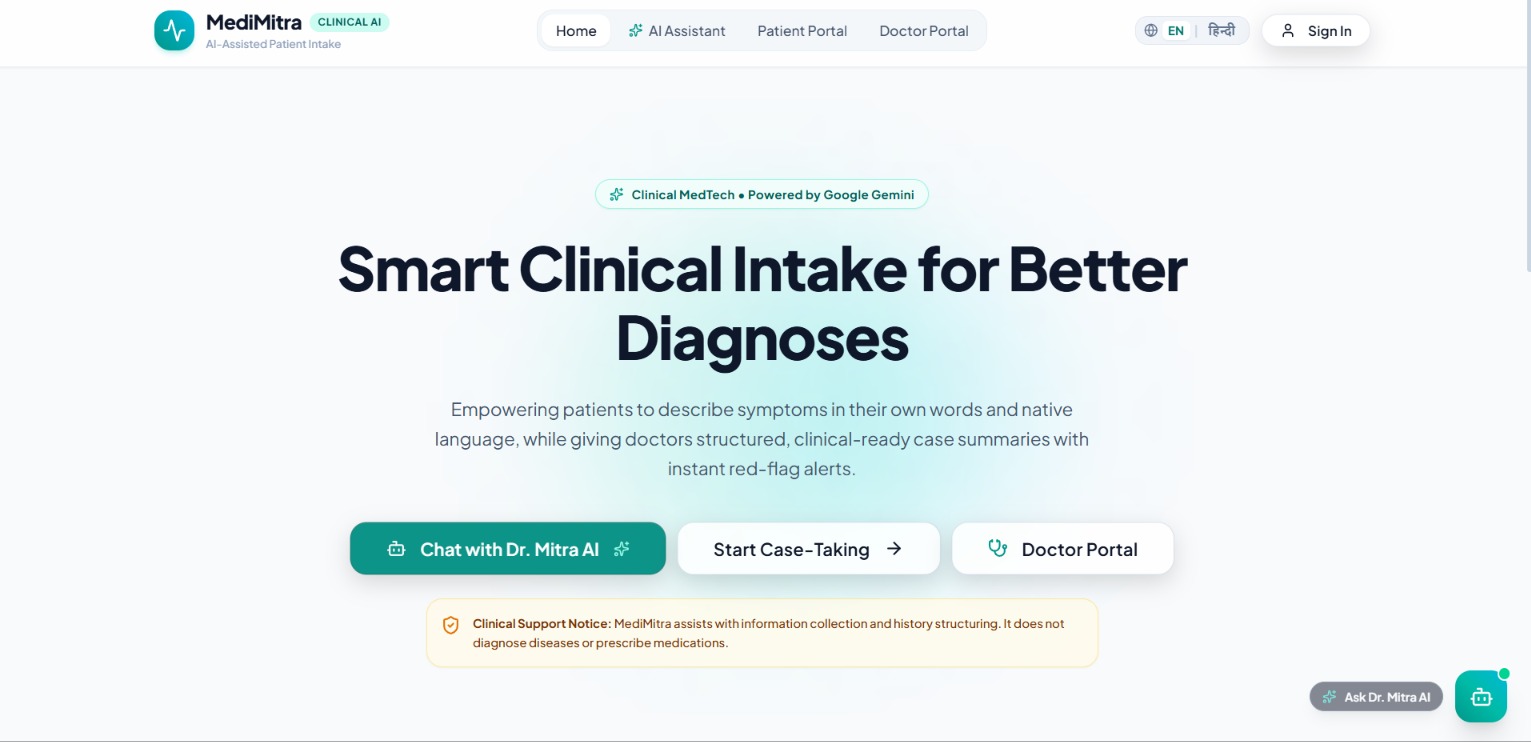 MediMitra CLINICAL AI
AI-Assisted Patient Intake
Home AI Assistant Patient Portal Doctor Portal
EN | हिन्दी Sign In
Clinical MedTech • Powered by Google Gemini
Smart Clinical Intake for Better
Diagnoses
Empowering patients to describe symptoms in their own words and native
language, while giving doctors structured, clinical-ready case summaries with
instant red-flag alerts.
Chat with Dr. Mitra AI
Start Case-Taking
Doctor Portal
Clinical Support Notice: MediMitra assists with information collection and history structuring. It does not
diagnose diseases or prescribe medications.
Ask Dr. Mitra AI